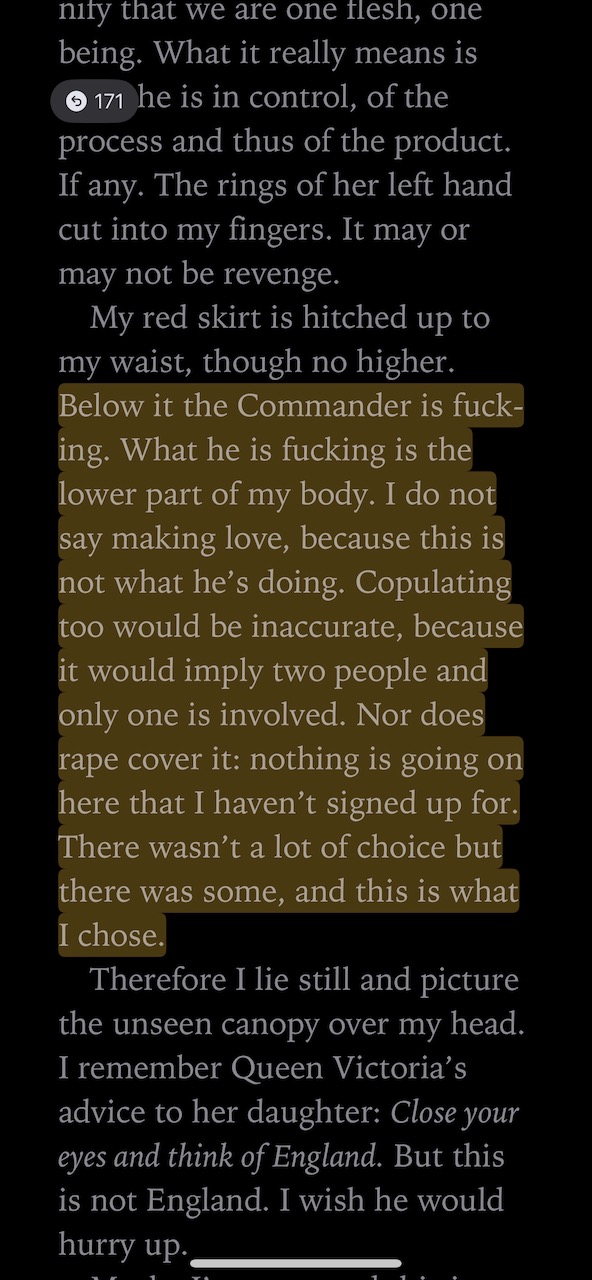 nify that we are one flesh, one
being. What it really means is
171 he is in control, of the
process and thus of the product.
If any. The rings of her left hand
cut into my fingers. It may or
may not be revenge.
My red skirt is hitched up to
my waist, though no higher.
Below it the Commander is fuck-
ing. What he is fucking is the
lower part of my body. I do not
say making love, because this is
not what he’s doing. Copulating
too would be inaccurate, because
it would imply two people and
only one is involved. Nor does
rape cover it: nothing is going on
here that I haven’t signed up for.
There wasn’t a lot of choice but
there was some, and this is what
I chose.
Therefore I lie still and picture
the unseen canopy over my head.
I remember Queen Victoria’s
advice to her daughter: Close your
eyes and think of England. But this
is not England. I wish he would
hurry up.